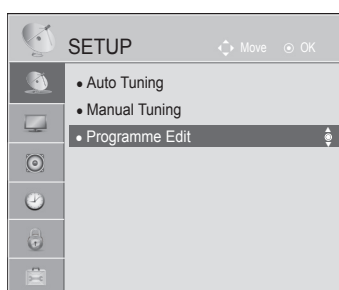 SETUP
Move OK
Auto Tuning
Manual Tuning
Programme Edit